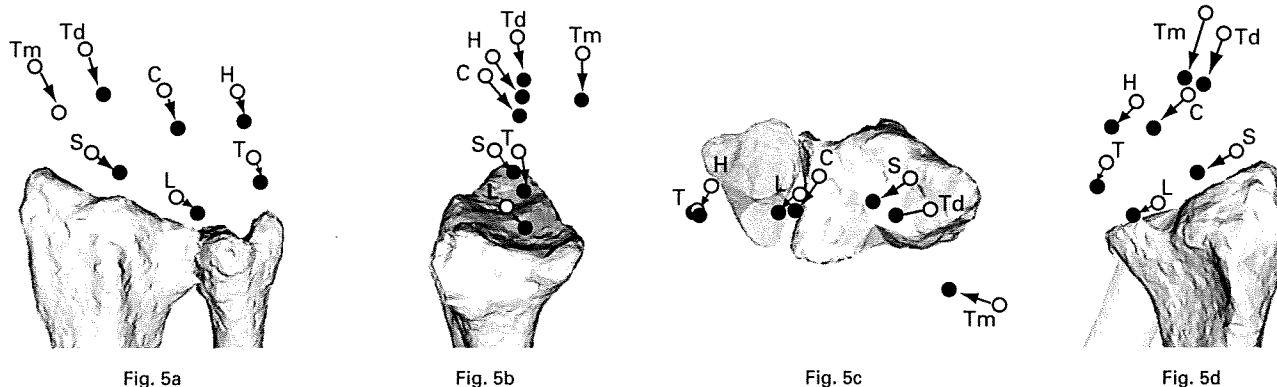 Tm Td C H S T L
Td H Tm C S T L
T H L C S Td Tm
Tm Td H C T S L
Fig. 5a Fig. 5b Fig. 5c Fig. 5d